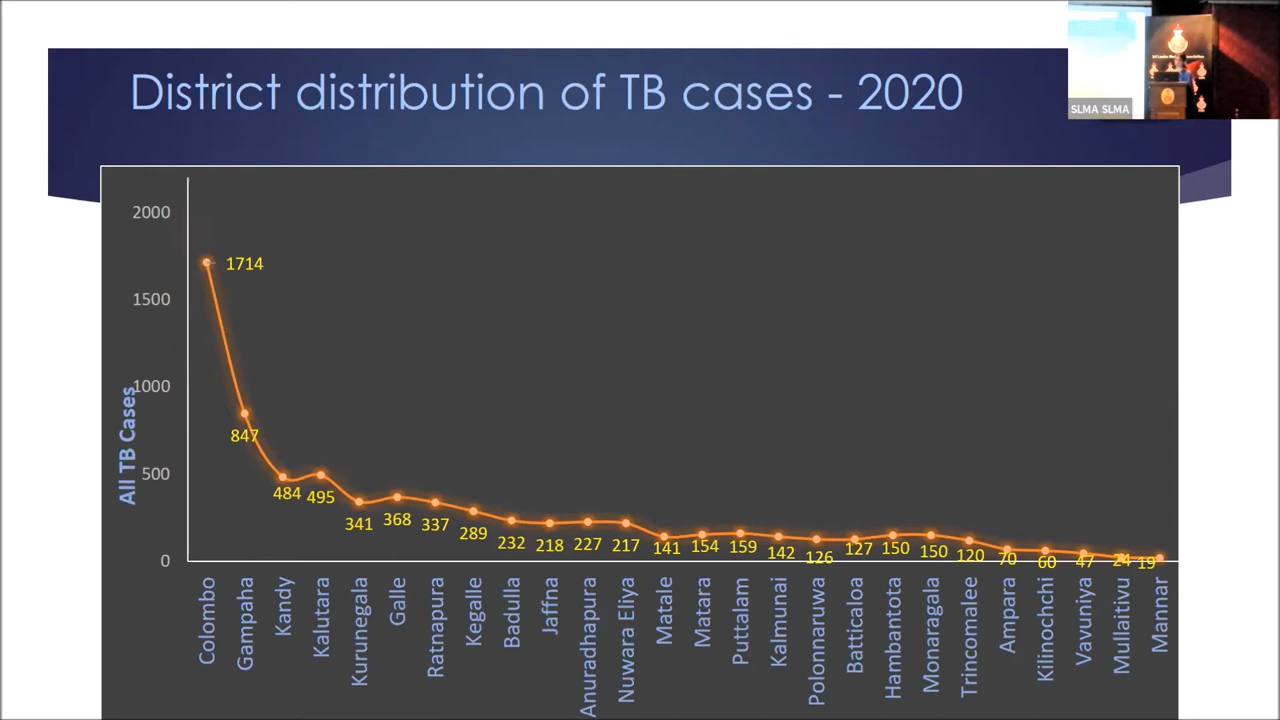 District distribution of TB cases - 2020
SLMA SLMA
All TB Cases
2000
1500
1000
500
0
1714
847
484
495
341
368
337
289
232
218
227
217
141
154
159
142
126
127
150
150
120
70
60
47
24
19
Colombo
Gampaha
Kandy
Kalutara
Kurunegala
Galle
Ratnapura
Kegalle
Badulla
Jaffna
Anuradhapura
Nuwara Eliya
Matale
Matara
Puttalam
Kalmunai
Polonnaruwa
Batticaloa
Hambantota
Monaragala
Trincomalee
Ampara
Kilinochchi
Vavuniya
Mullaitivu
Mannar